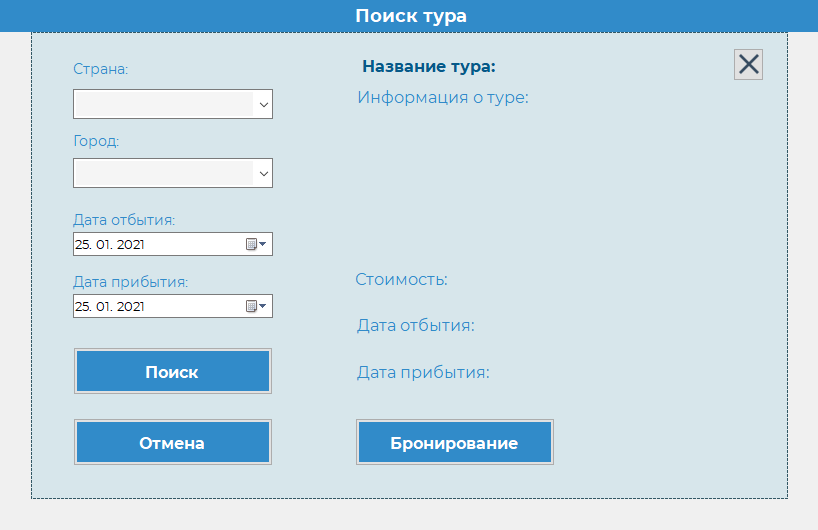 Поиск тура
Страна:
Город:
Дата отбытия:
25. 01. 2021
Дата прибытия:
25. 01. 2021
Поиск
Отмена
Название тура:
Информация о туре:
Стоимость:
Дата отбытия:
Дата прибытия:
Бронирование